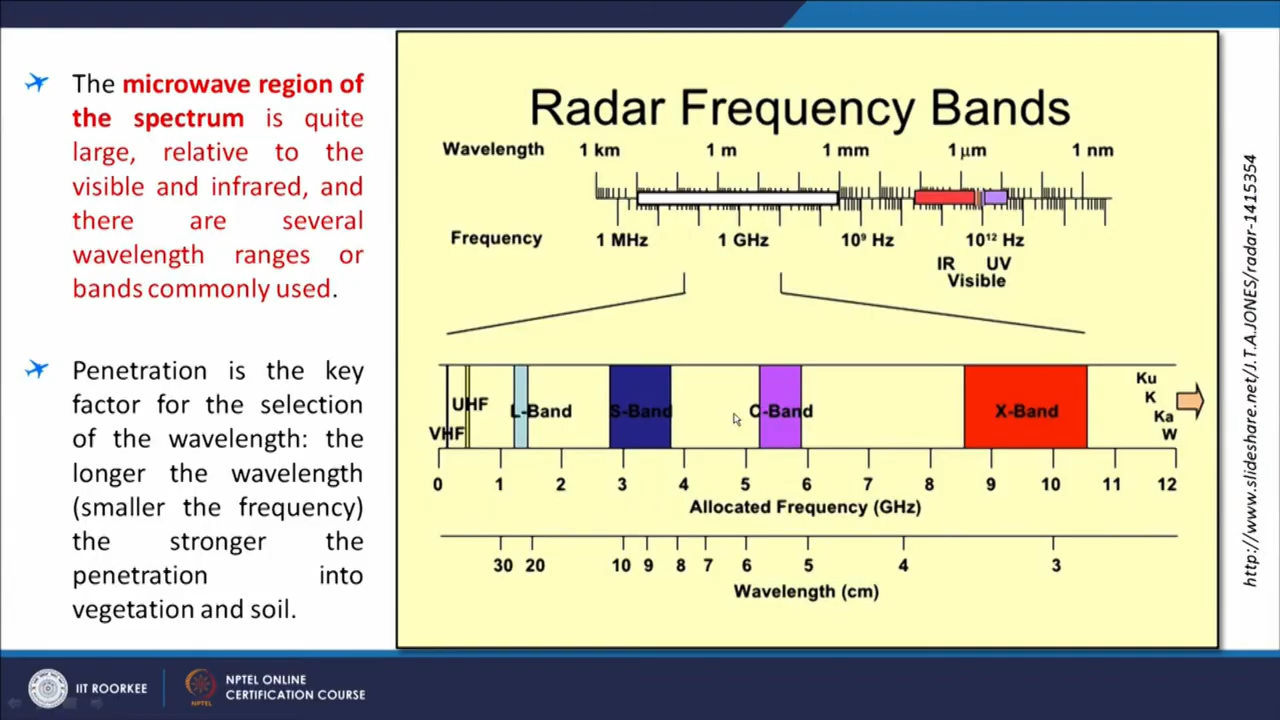 The microwave region of
the spectrum is quite
large, relative to the
visible and infrared, and
there are several
wavelength ranges or
bands commonly used.
Penetration is the key
factor for the selection
of the wavelength: the
longer the wavelength
(smaller the frequency)
the stronger the
penetration into
vegetation and soil.
Radar Frequency Bands
Wavelength 1 km 1 m 1 mm 1 µm 1 nm
Frequency 1 MHz 1 GHz 10⁹ Hz 10¹² Hz
IR UV
Visible
VHF UHF L-Band S-Band C-Band X-Band Ku
K
Ka
W
0 1 2 3 4 5 6 7 8 9 10 11 12
Allocated Frequency (GHz)
30 20 10 9 8 7 6 5 4 3
Wavelength (cm)
http://www.slideshare.net/J.T.A.JONES/radar-1415354
IIT ROORKEE
NPTEL
NPTEL ONLINE
CERTIFICATION COURSE